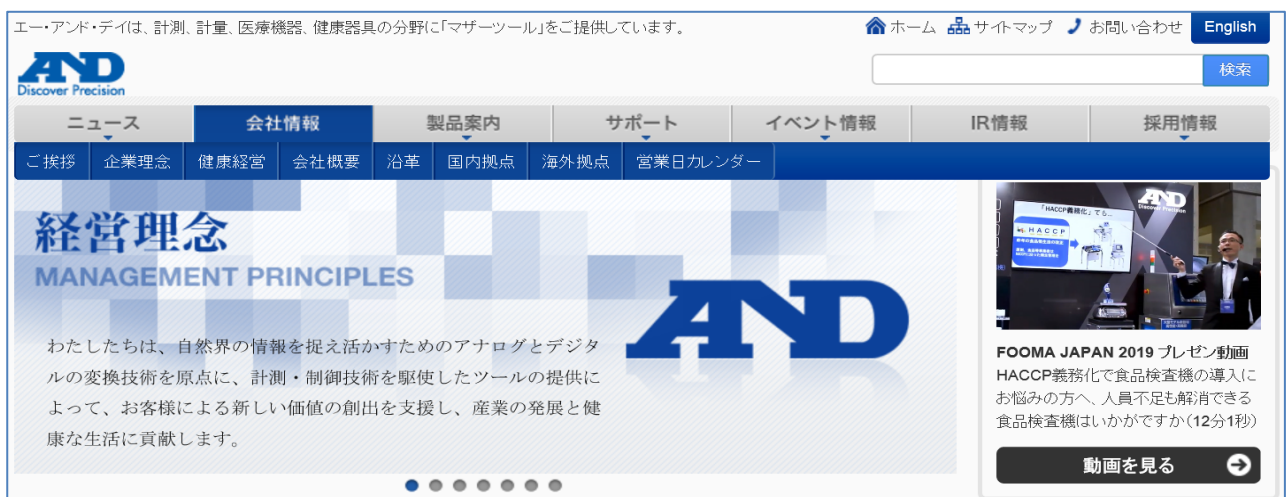 エー・アンド・デイは、計測、計量、医療機器、健康器具の分野に「マザーツール」をご提供しています。
ホーム サイトマップ お問い合わせ English
AND
Discover Precision
検索
ニュース 会社情報 製品案内 サポート イベント情報 IR情報 採用情報
ご挨拶 企業理念 健康経営 会社概要 沿革 国内拠点 海外拠点 営業日カレンダー
経営理念
MANAGEMENT PRINCIPLES
AND
わたしたちは、自然界の情報を捉え活かすためのアナログとデジタ
ルの変換技術を原点に、計測・制御技術を駆使したツールの提供に
よって、お客様による新しい価値の創出を支援し、産業の発展と健
康な生活に貢献します。
「HACCP義務化」でも...
HACCP
AND
Discover Precision
FOOMA JAPAN 2019 プレゼン動画
HACCP義務化で食品検査機の導入に
お悩みの方へ、人員不足も解消できる
食品検査機はいかがですか(12分1秒)
動画を見る